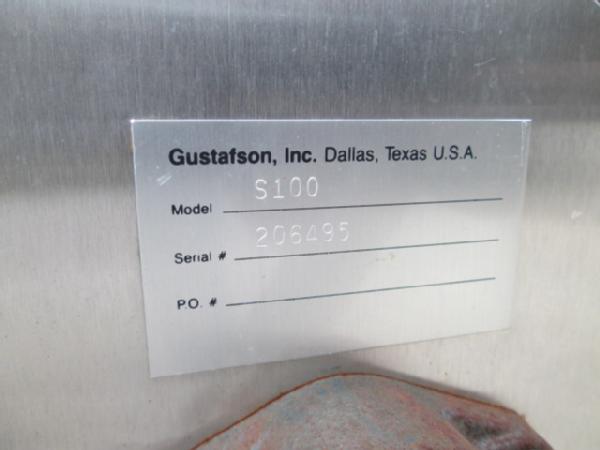 Gustafson, Inc. Dallas, Texas U.S.A.
Model S100
Serial # 206495
P.O. #